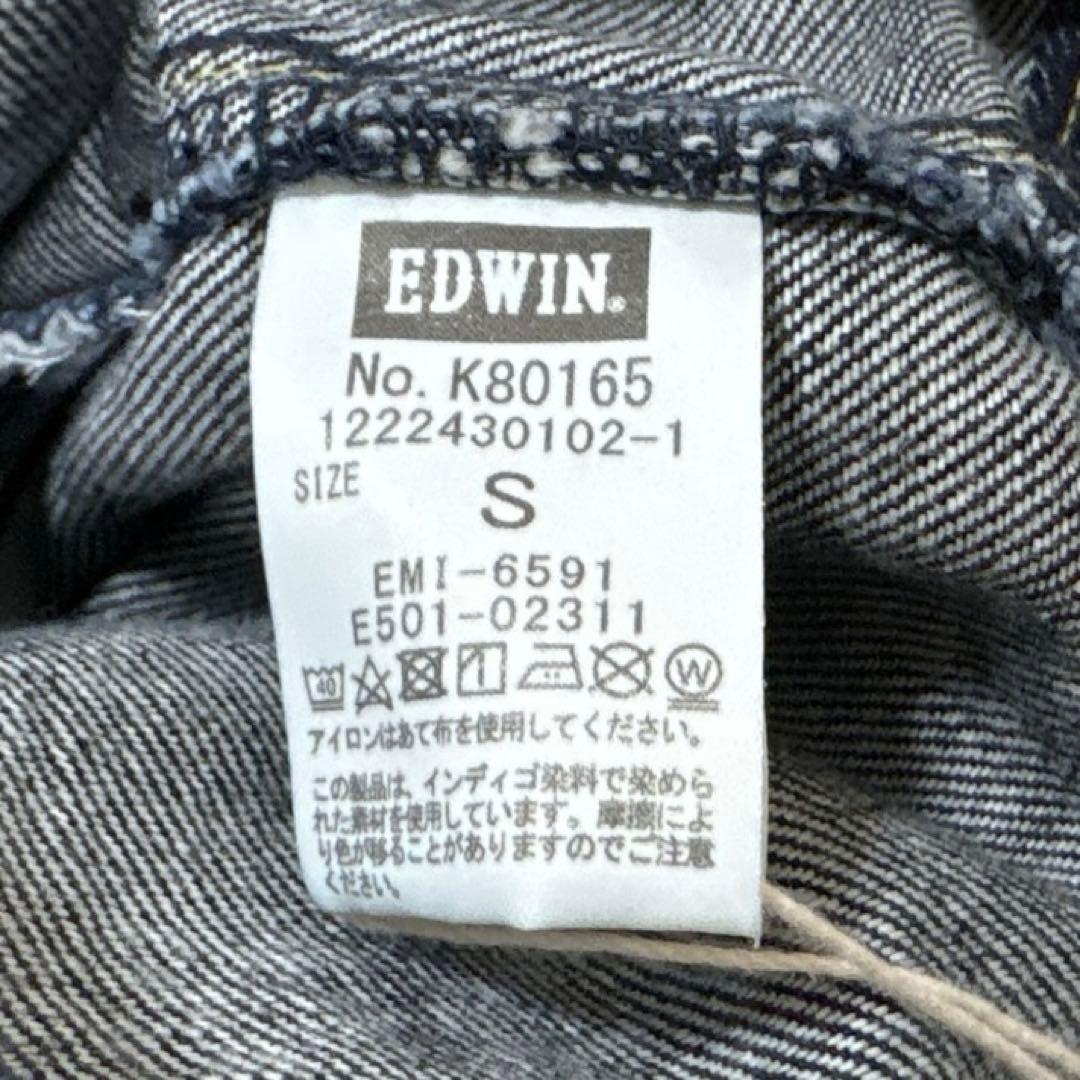 EDWIN®
No. K80165
1222430102-1
SIZE
S
EMI-6591
E501-02311
40 W
アイロンはあて布を使用してください。
この製品は、インディゴ染料で染めら
れた素材を使用しています。摩擦によ
り色が移ることがありますのでご注意
ください。